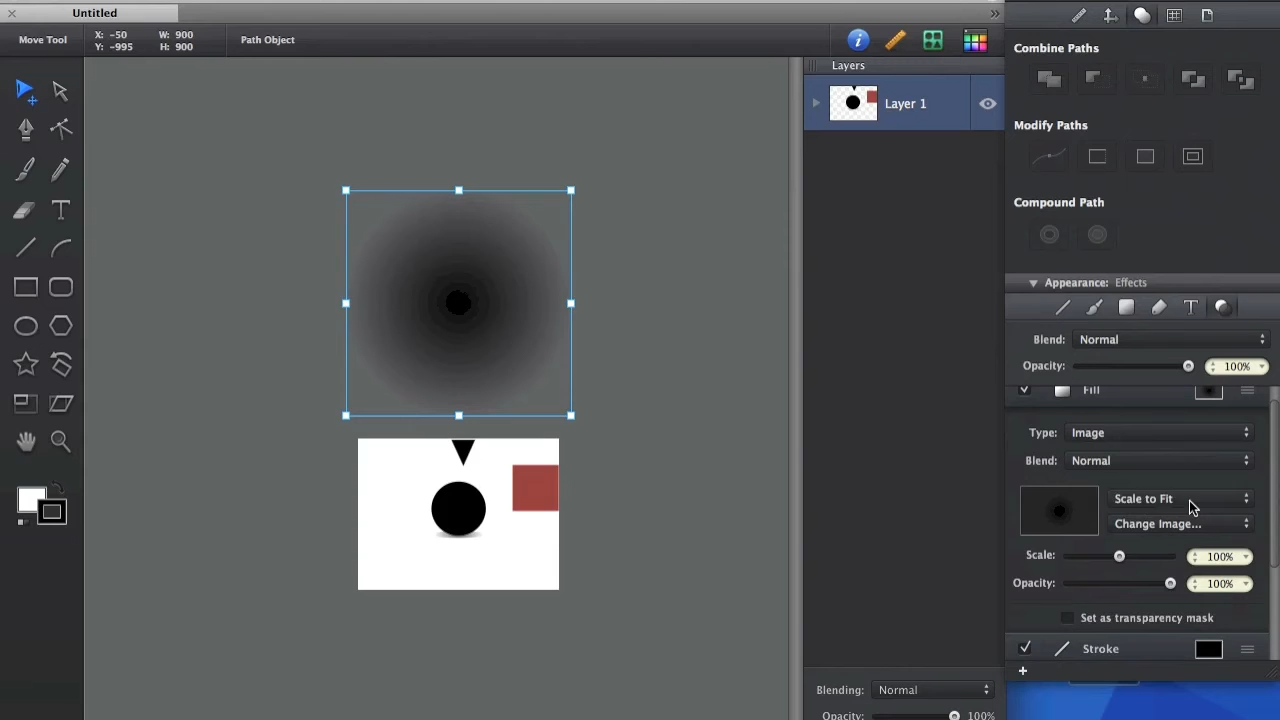 Untitled
Move Tool
X: -50
Y: -995
W: 900
H: 900
Path Object
Layers
Layer 1
Blending: Normal
Opacity: 100%
Combine Paths
Modify Paths
Compound Path
Appearance: Effects
Blend: Normal
Opacity: 100%
Fill
Type: Image
Blend: Normal
Scale to Fit
Change Image...
Scale: 100%
Opacity: 100%
Set as transparency mask
Stroke